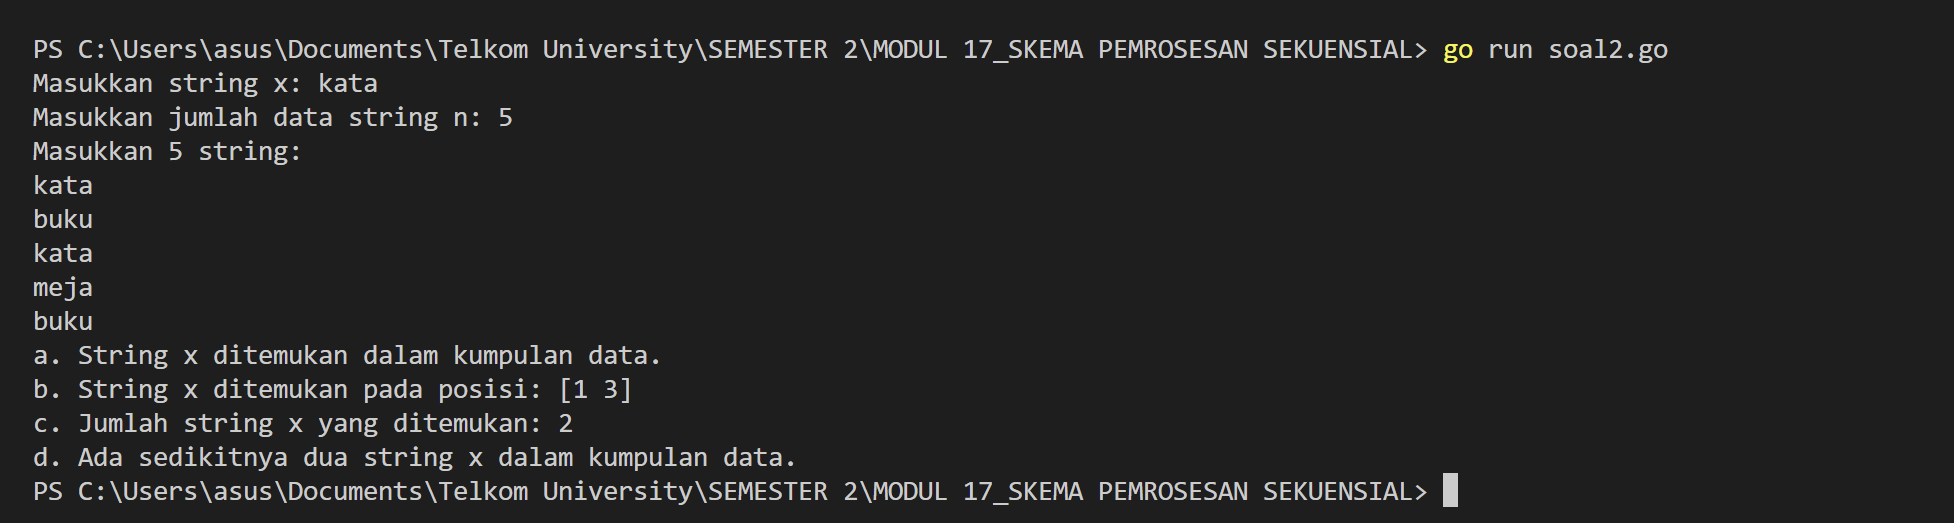 PS C:\Users\asus\Documents\Telkom University\SEMESTER 2\MODUL 17_SKEMA PEMROSESAN SEKUENSIAL> go run soal2.go
Masukkan string x: kata
Masukkan jumlah data string n: 5
Masukkan 5 string:
kata
buku
kata
meja
buku
a. String x ditemukan dalam kumpulan data.
b. String x ditemukan pada posisi: [1 3]
c. Jumlah string x yang ditemukan: 2
d. Ada sedikitnya dua string x dalam kumpulan data.
PS C:\Users\asus\Documents\Telkom University\SEMESTER 2\MODUL 17_SKEMA PEMROSESAN SEKUENSIAL>